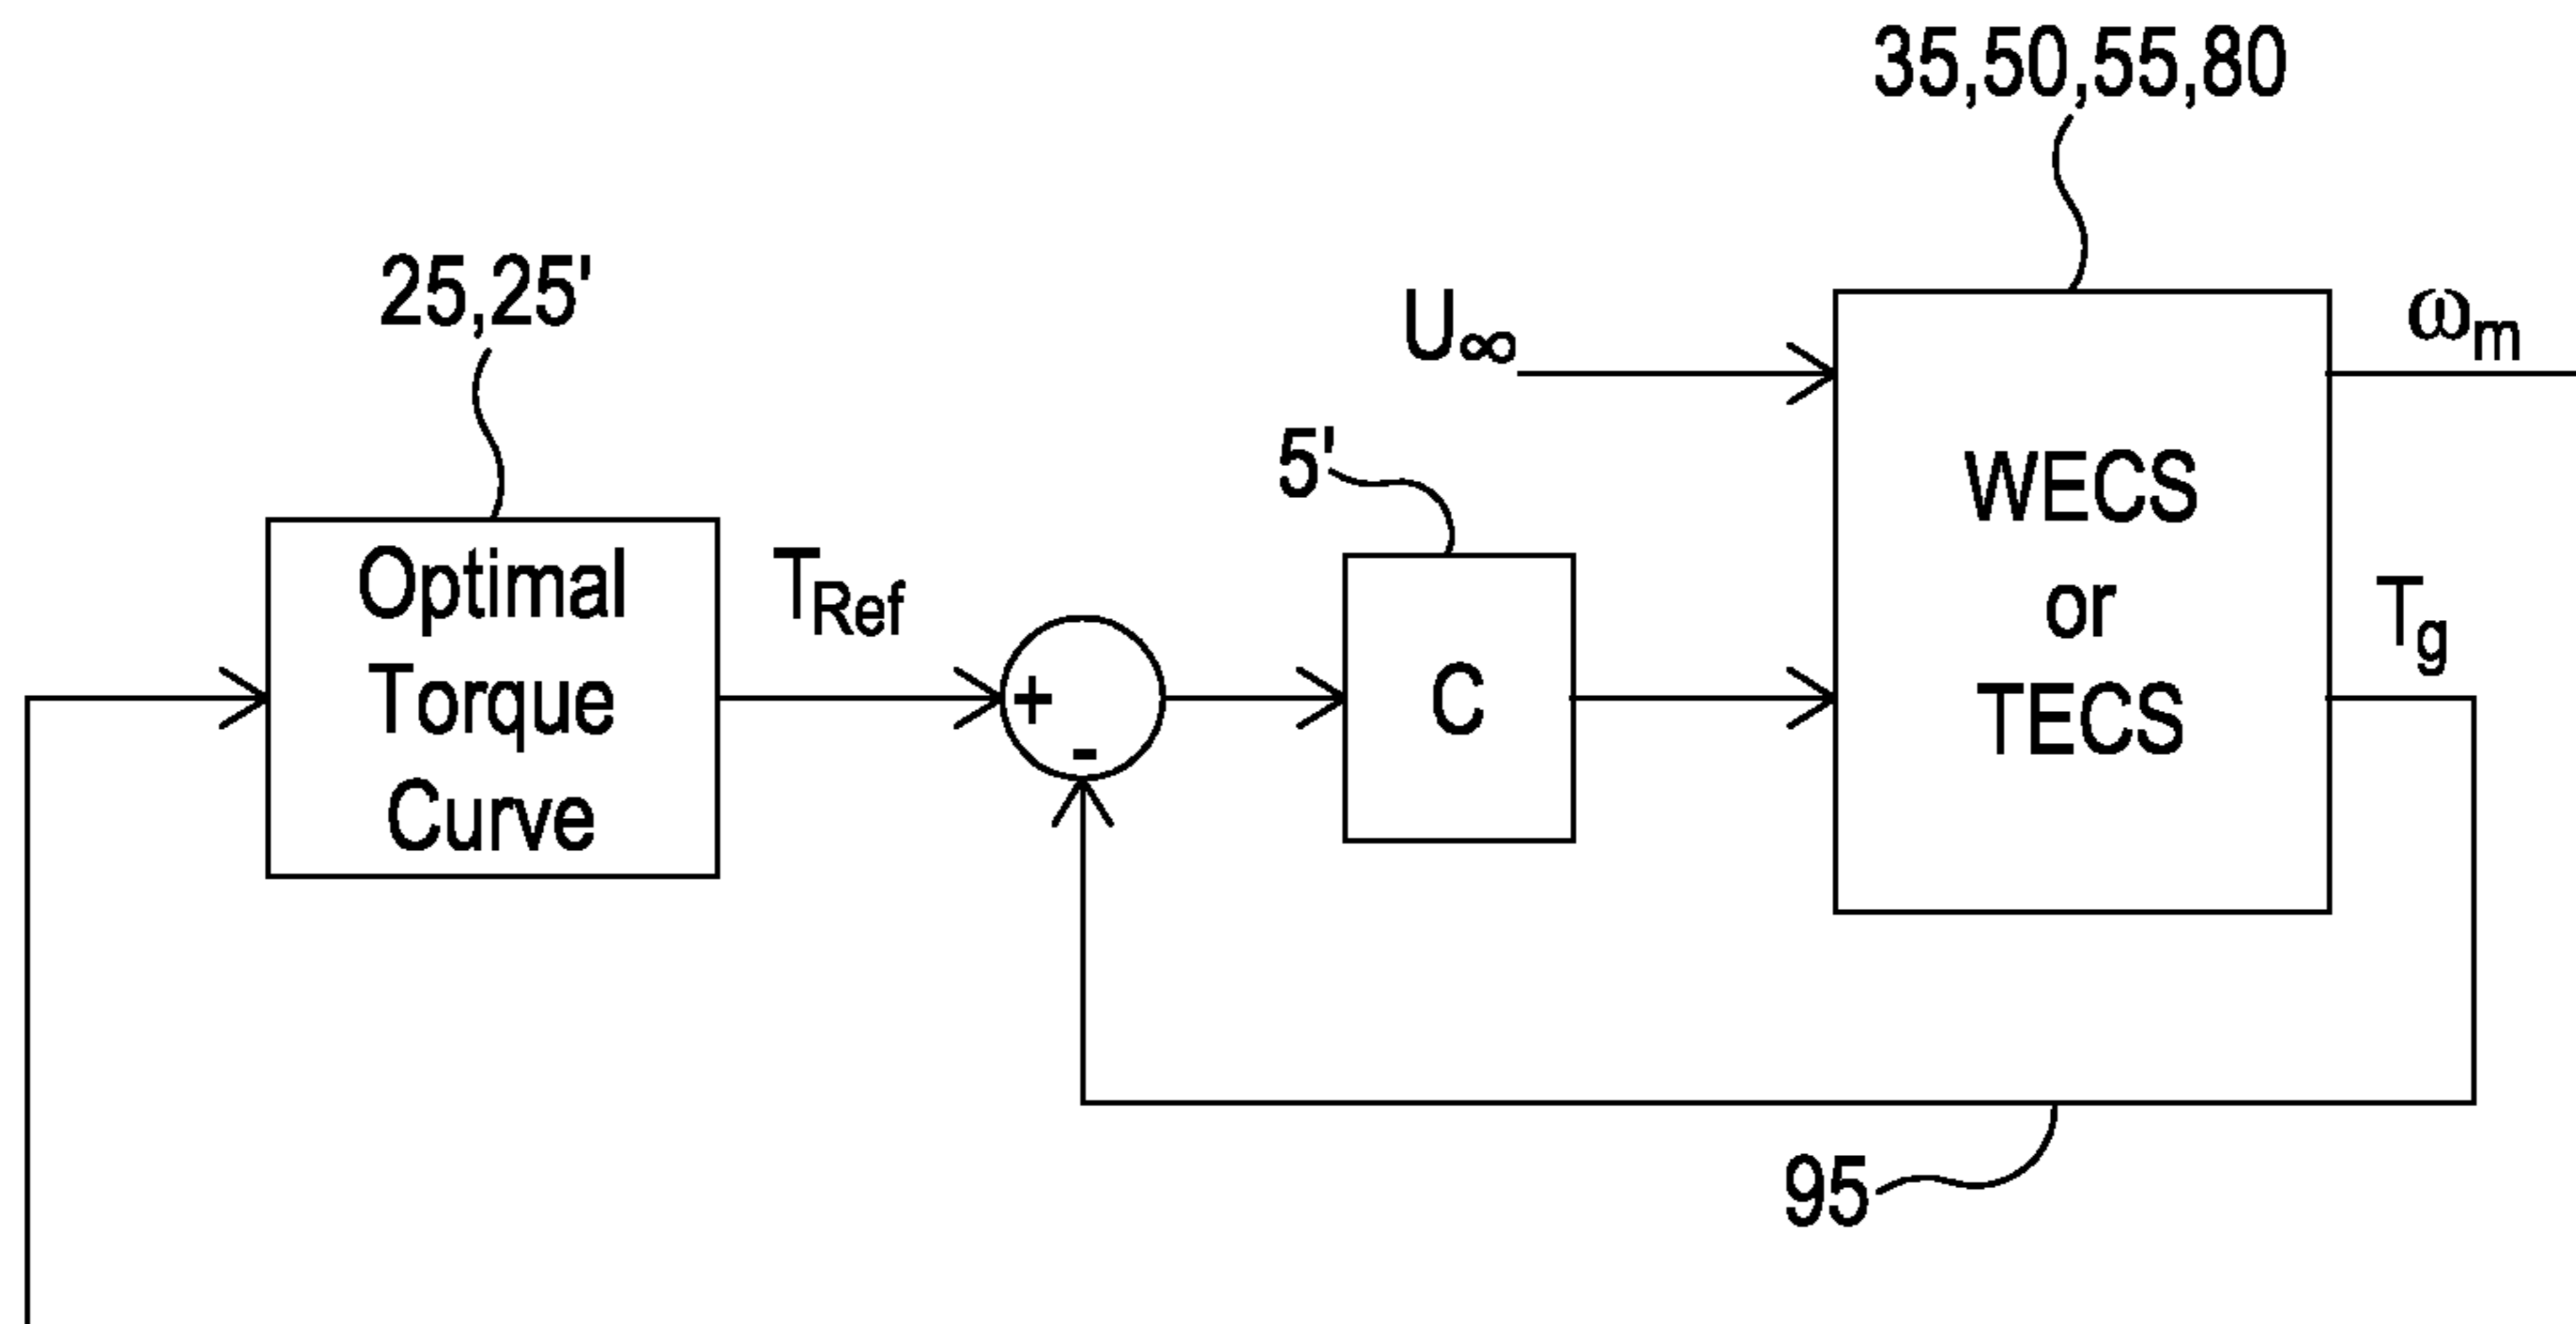 35,50,55,80
25,25'
U∞
ωm
5'
Optimal
Torque
Curve
TRef
+
-
C
WECS
or
TECS
Tg
95